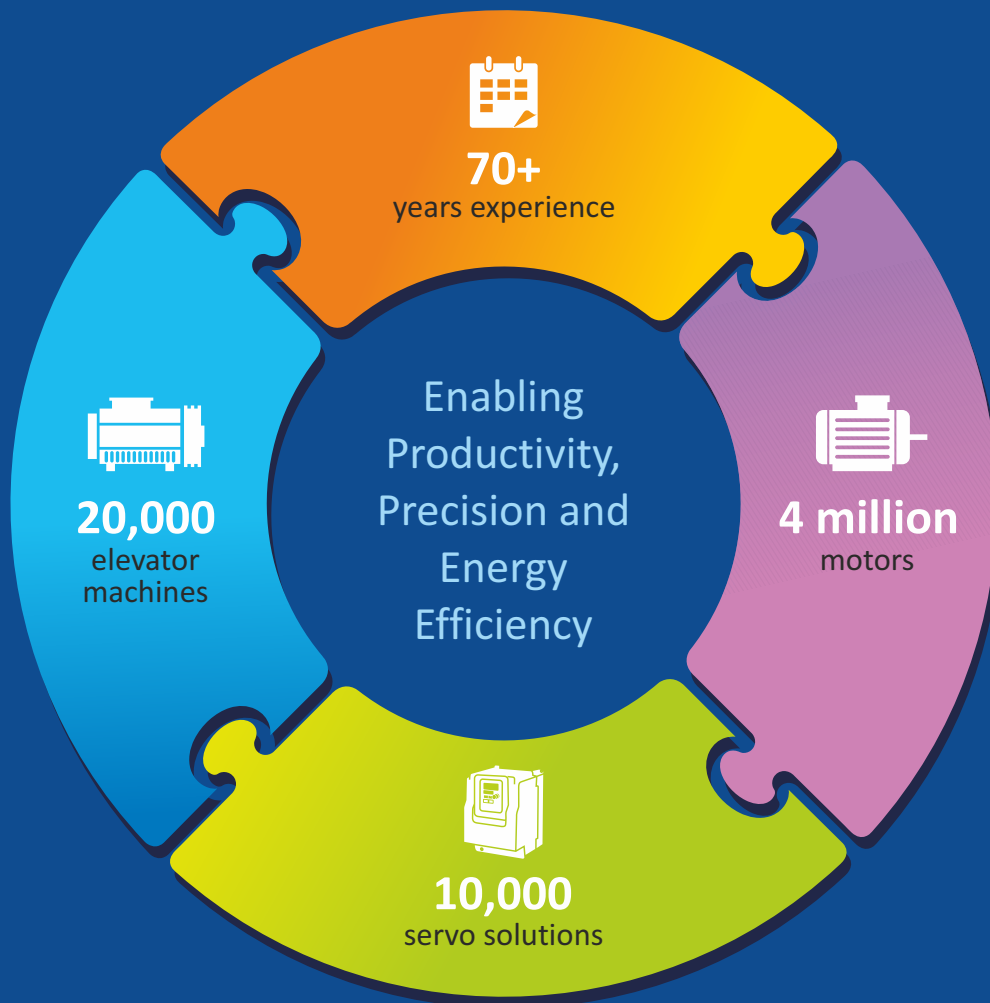 70+
years experience
20,000
elevator
machines
Enabling
Productivity,
Precision and
Energy
Efficiency
4 million
motors
10,000
servo solutions